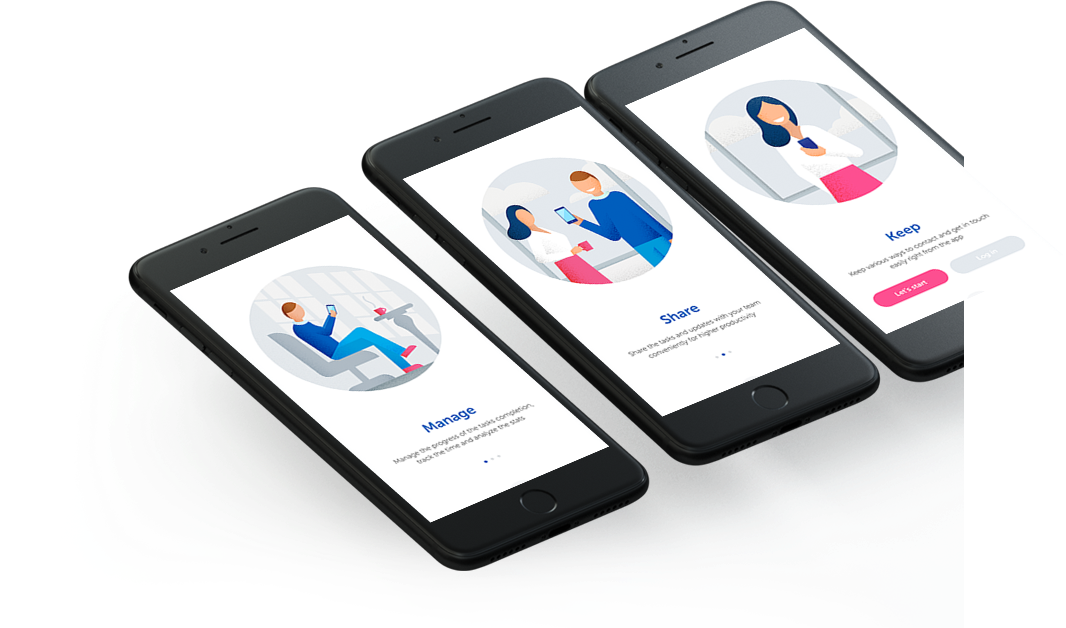 Manage
Manage the progress of the tasks completion,
track the time and analyze the stats
Share
Share the tasks and updates with your team
conveniently for higher productivity
Keep
Keep various ways to contact and get in touch
easily right from the app
Let's start
Log in